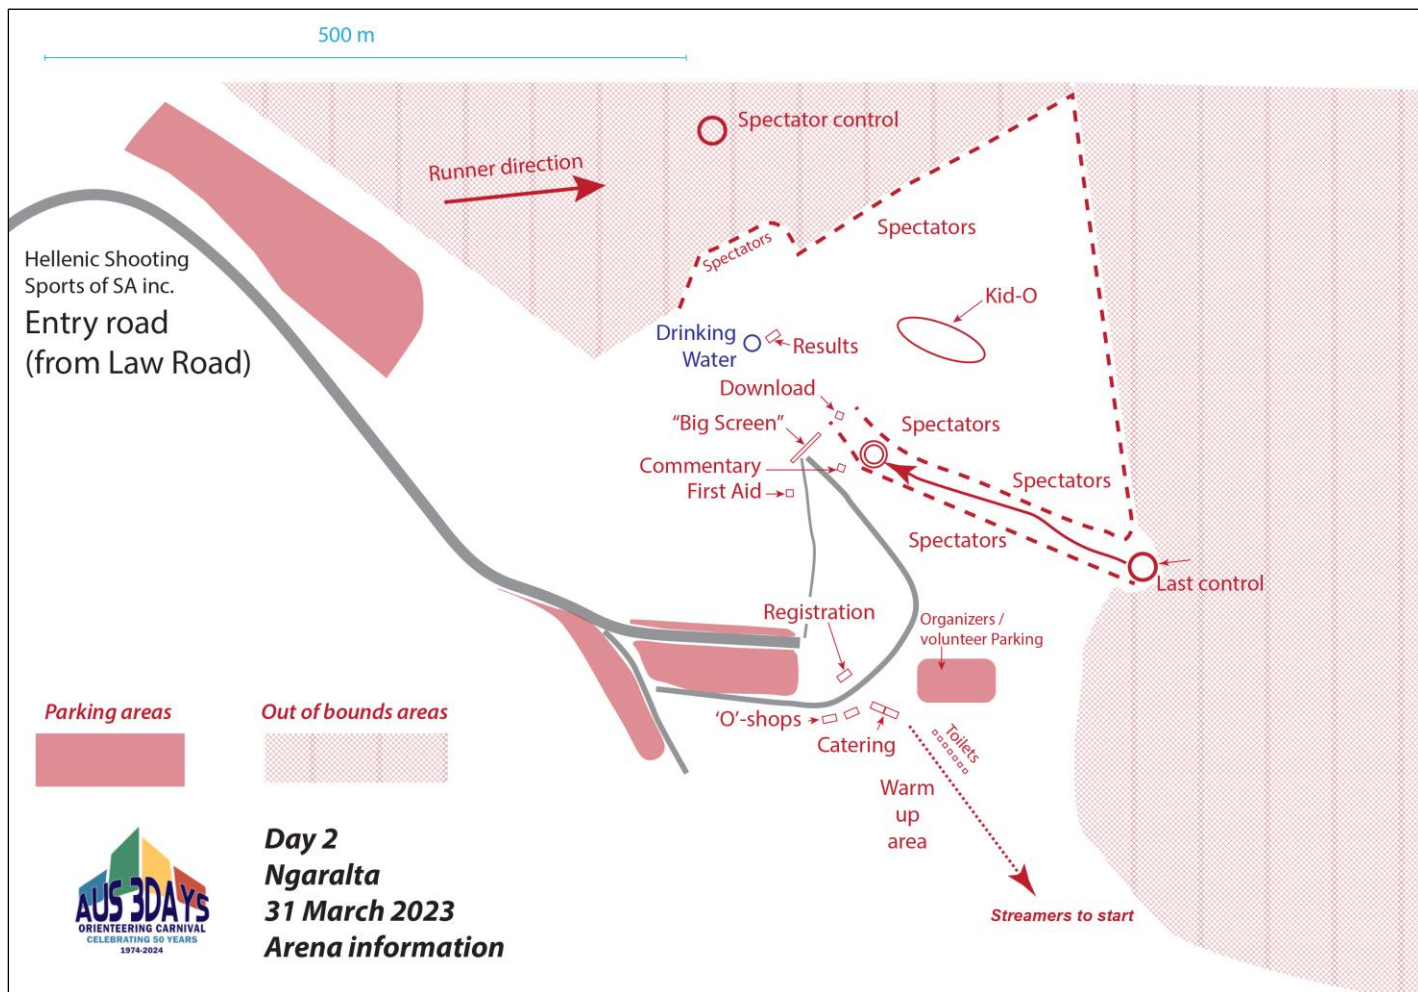 500 m
Spectator control
Runner direction
Spectators
Spectators
Hellenic Shooting
Sports of SA inc.
Entry road
(from Law Road)
Kid-O
Drinking
Water
Results
Download
"Big Screen"
Spectators
Commentary
First Aid
Spectators
Spectators
Last control
Registration
Organizers /
volunteer Parking
'O'-shops
Catering
Toilets
Warm
up
area
Streamers to start
Parking areas
Out of bounds areas
AUS 3DAYS
ORIENTEERING CARNIVAL
CELEBRATING 50 YEARS
1974-2024
Day 2
Ngaralta
31 March 2023
Arena information